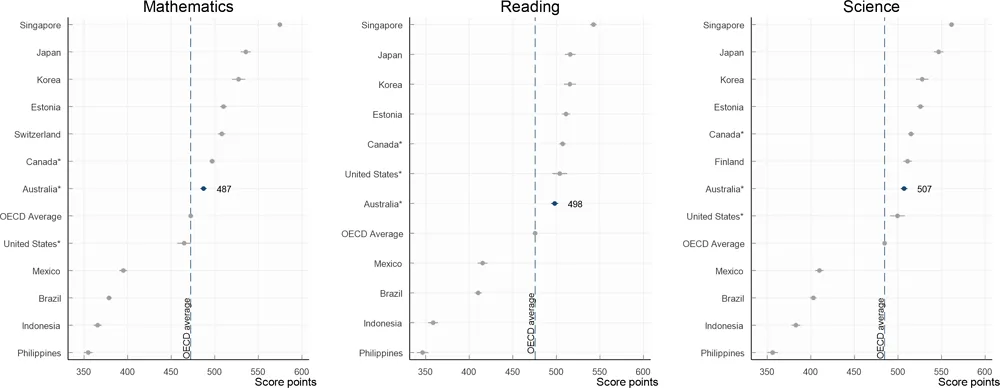 Mathematics
Singapore
Japan
Korea
Estonia
Switzerland
Canada*
Australia*
487
OECD Average
United States*
Mexico
Brazil
Indonesia
Philippines
OECD average
350 400 450 500 550 600
Score points
Reading
Singapore
Japan
Korea
Estonia
Canada*
United States*
Australia*
498
OECD Average
Mexico
Brazil
Indonesia
Philippines
OECD average
350 400 450 500 550 600
Score points
Science
Singapore
Japan
Korea
Estonia
Canada*
Finland
Australia*
507
United States*
OECD Average
Mexico
Brazil
Indonesia
Philippines
OECD average
350 400 450 500 550 600
Score points